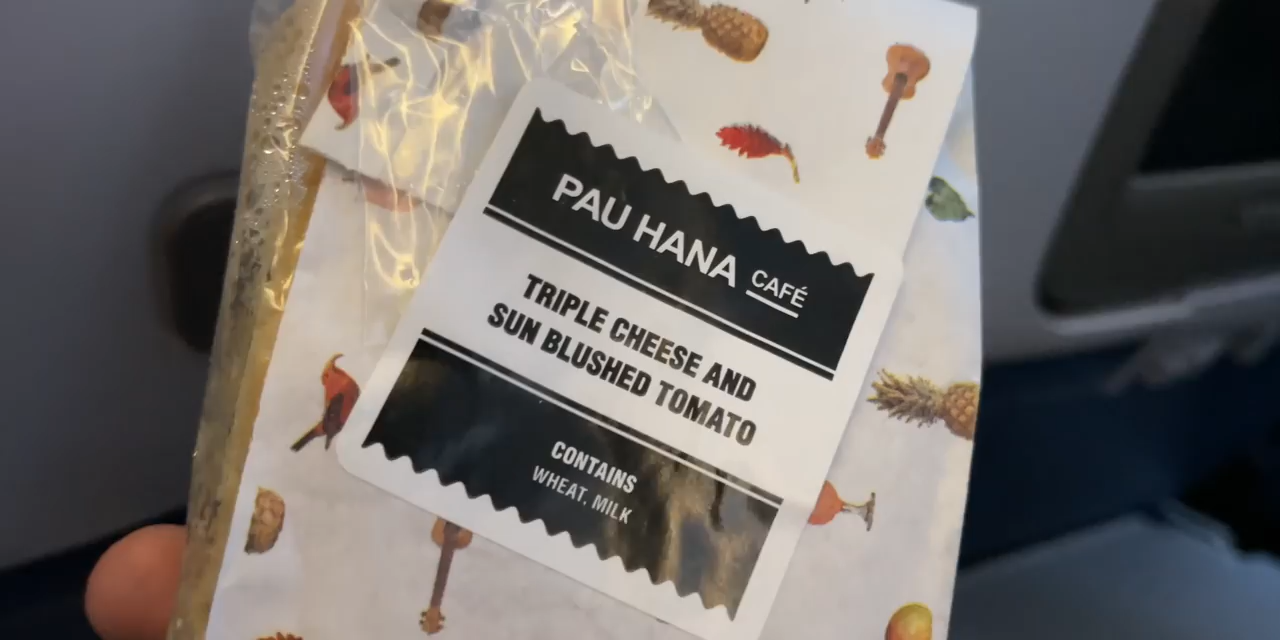 PAU HANA CAFÉ
TRIPLE CHEESE AND
SUN BLUSHED TOMATO
CONTAINS
WHEAT, MILK